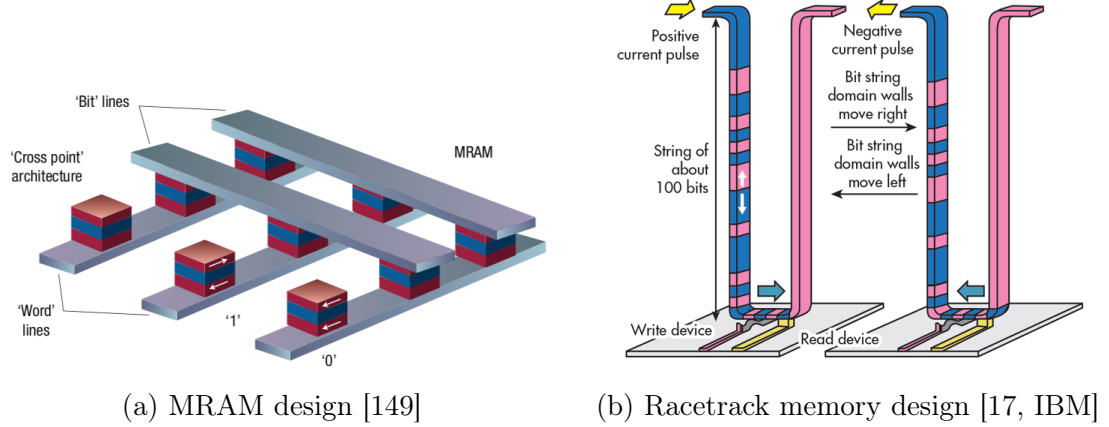 'Bit' lines
'Cross point'
architecture
MRAM
'Word'
lines
'1'
'0'
(a) MRAM design [149]
Positive
current pulse
String of
about
100 bits
Write device
Negative
current pulse
Bit string
domain walls
move right
Bit string
domain walls
move left
Read device
(b) Racetrack memory design [17, IBM]